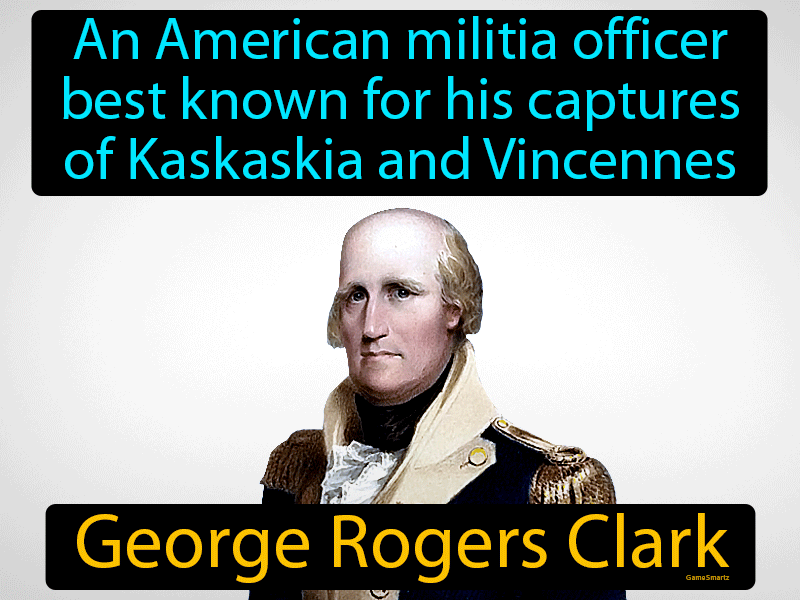 An American militia officer
best known for his captures
of Kaskaskia and Vincennes
George Rogers Clark
GameSmartz